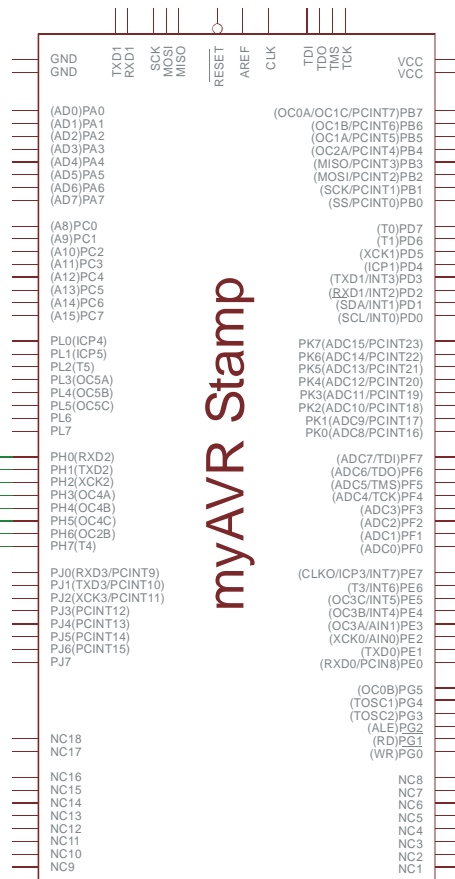 TXD1
RXD1
SCK
MOSI
MISO
RESET
AREF
CLK
TDI
TDO
TMS
TCK
GND
GND
VCC
VCC
(AD0)PA0
(AD1)PA1
(AD2)PA2
(AD3)PA3
(AD4)PA4
(AD5)PA5
(AD6)PA6
(AD7)PA7
(OC0A/OC1C/PCINT7)PB7
(OC1B/PCINT6)PB6
(OC1A/PCINT5)PB5
(OC2A/PCINT4)PB4
(MISO/PCINT3)PB3
(MOSI/PCINT2)PB2
(SCK/PCINT1)PB1
(SS/PCINT0)PB0
(A8)PC0
(A9)PC1
(A10)PC2
(A11)PC3
(A12)PC4
(A13)PC5
(A14)PC6
(A15)PC7
(T0)PD7
(T1)PD6
(XCK1)PD5
(ICP1)PD4
(TXD1/INT3)PD3
(RXD1/INT2)PD2
(SDA/INT1)PD1
(SCL/INT0)PD0
myAVR Stamp
PL0(ICP4)
PL1(ICP5)
PL2(T5)
PL3(OC5A)
PL4(OC5B)
PL5(OC5C)
PL6
PL7
PK7(ADC15/PCINT23)
PK6(ADC14/PCINT22)
PK5(ADC13/PCINT21)
PK4(ADC12/PCINT20)
PK3(ADC11/PCINT19)
PK2(ADC10/PCINT18)
PK1(ADC9/PCINT17)
PK0(ADC8/PCINT16)
PH0(RXD2)
PH1(TXD2)
PH2(XCK2)
PH3(OC4A)
PH4(OC4B)
PH5(OC4C)
PH6(OC2B)
PH7(T4)
(ADC7/TDI)PF7
(ADC6/TDO)PF6
(ADC5/TMS)PF5
(ADC4/TCK)PF4
(ADC3)PF3
(ADC2)PF2
(ADC1)PF1
(ADC0)PF0
PJ0(RXD3/PCINT9)
PJ1(TXD3/PCINT10)
PJ2(XCK3/PCINT11)
PJ3(PCINT12)
PJ4(PCINT13)
PJ5(PCINT14)
PJ6(PCINT15)
PJ7
(CLKO/ICP3/INT7)PE7
(T3/INT6)PE6
(OC3C/INT5)PE5
(OC3B/INT4)PE4
(OC3A/AIN1)PE3
(XCK0/AIN0)PE2
(TXD0)PE1
(RXD0/PCIN8)PE0
(OC0B)PG5
(TOSC1)PG4
(TOSC2)PG3
(ALE)PG2
(RD)PG1
(WR)PG0
NC18
NC17
NC16
NC15
NC14
NC13
NC12
NC11
NC10
NC9
NC8
NC7
NC6
NC5
NC4
NC3
NC2
NC1